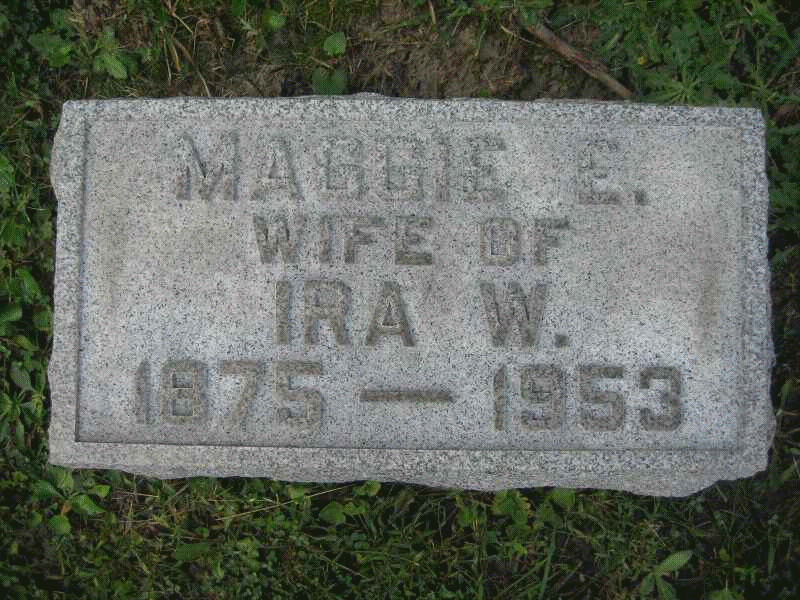 MAGGIE E.
WIFE OF
IRA W.
1875 — 1953